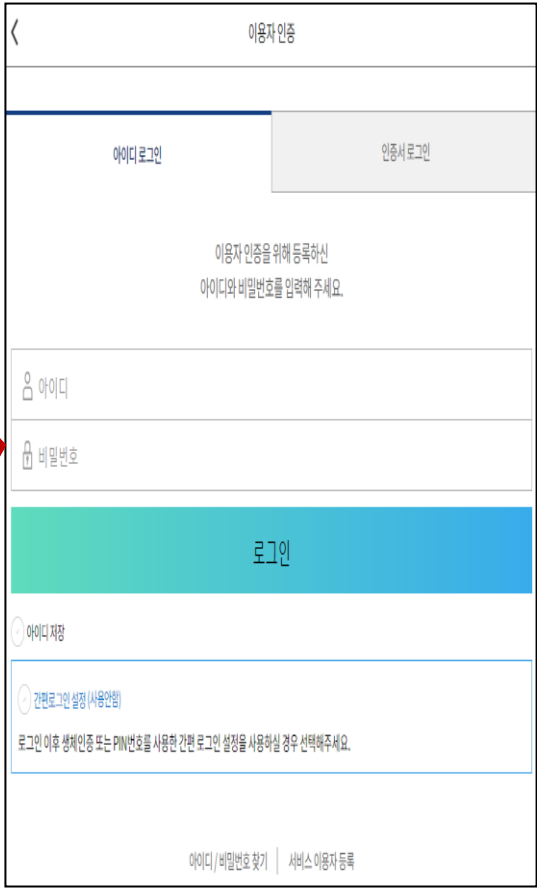 이용자 인증
아이디 로그인
인증서 로그인
이용자 인증을 위해 등록하신
아이디와 비밀번호를 입력해 주세요.
아이디
비밀번호
로그인
아이디 저장
간편로그인 설정 (사용안함)
로그인 이후 생체인증 또는 PIN번호를 사용한 간편 로그인 설정을 사용하실 경우 선택해주세요.
아이디 / 비밀번호 찾기 | 서비스 이용자 등록